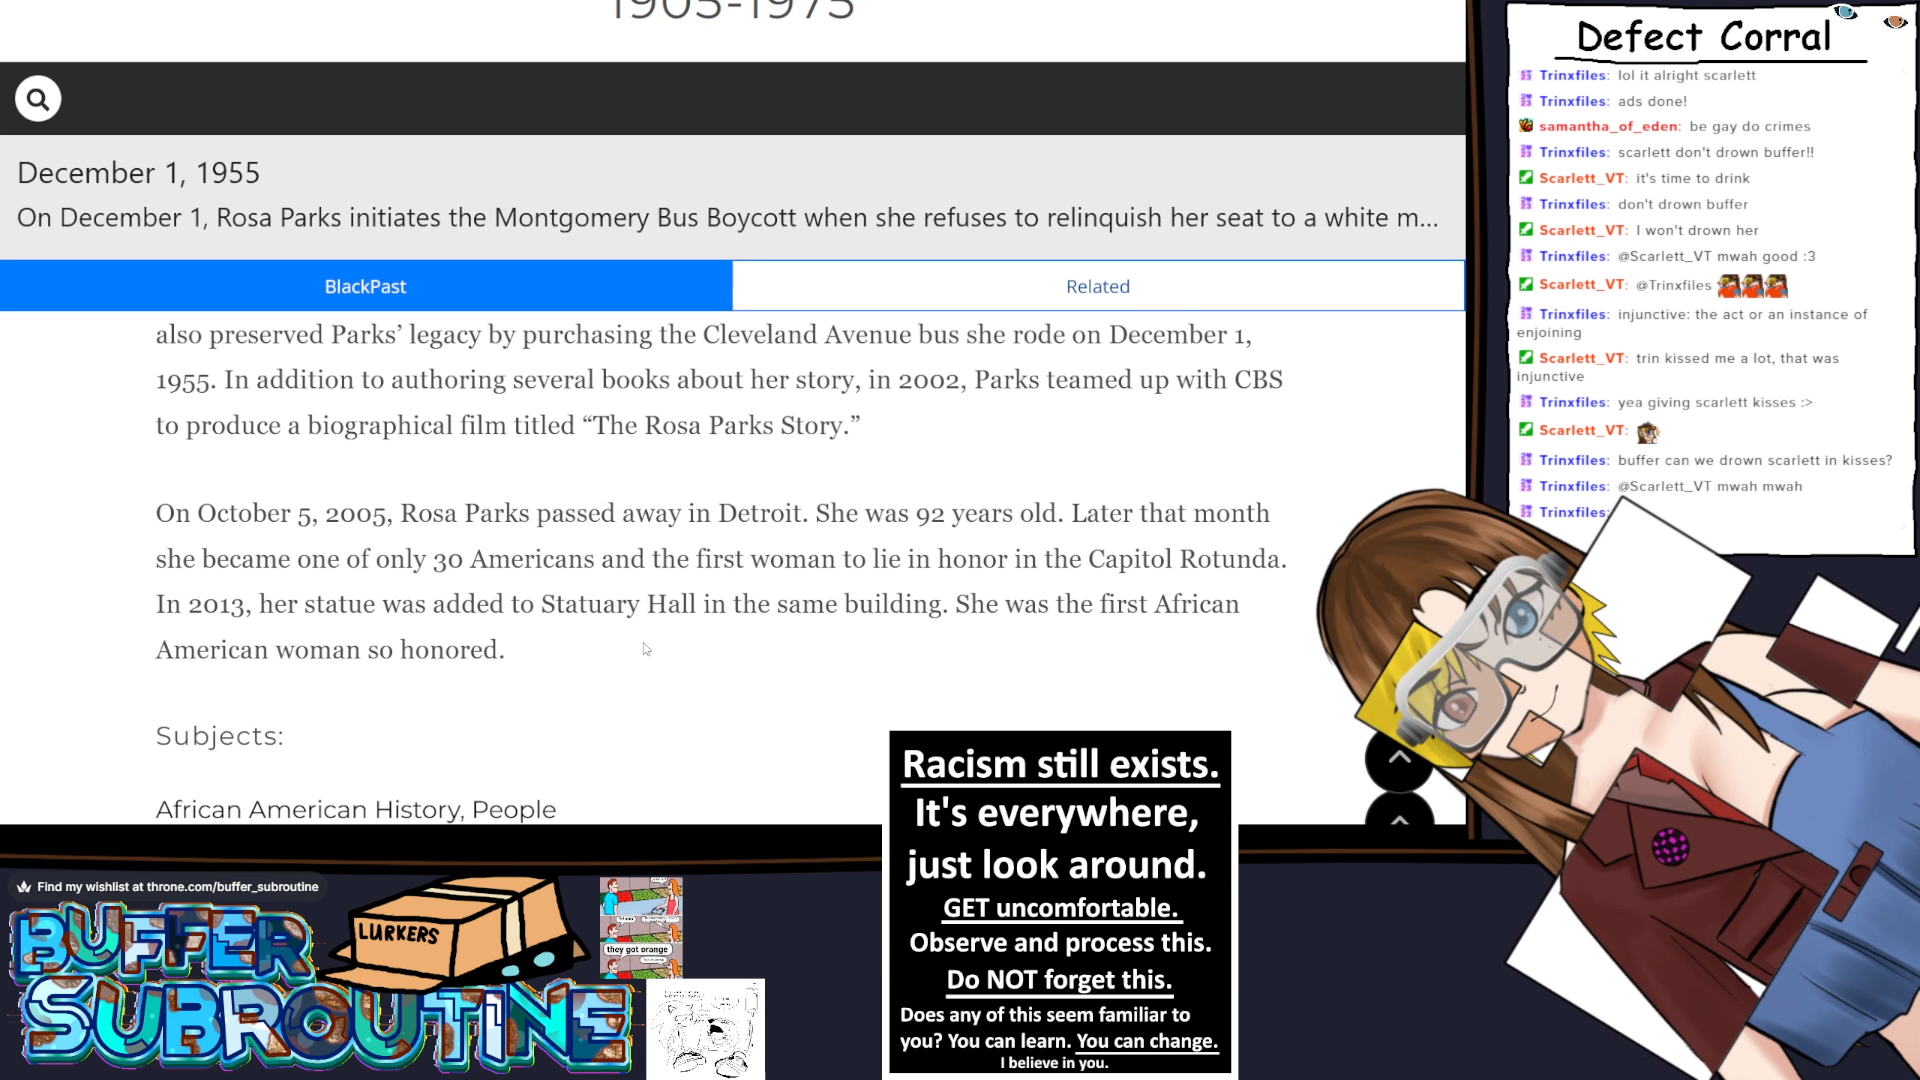 1905-1975
December 1, 1955
On December 1, Rosa Parks initiates the Montgomery Bus Boycott when she refuses to relinquish her seat to a white m...
BlackPast
Related
also preserved Parks’ legacy by purchasing the Cleveland Avenue bus she rode on December 1,
1955. In addition to authoring several books about her story, in 2002, Parks teamed up with CBS
to produce a biographical film titled “The Rosa Parks Story.”
On October 5, 2005, Rosa Parks passed away in Detroit. She was 92 years old. Later that month
she became one of only 30 Americans and the first woman to lie in honor in the Capitol Rotunda.
In 2013, her statue was added to Statuary Hall in the same building. She was the first African
American woman so honored.
Subjects:
African American History, People
Defect Corral
Trinxfiles: lol it alright scarlett
Trinxfiles: ads done!
samantha_of_eden: be gay do crimes
Trinxfiles: scarlett don't drown buffer!!
Scarlett_VT: it's time to drink
Trinxfiles: don't drown buffer
Scarlett_VT: I won't drown her
Trinxfiles: @Scarlett_VT mwah good :3
Scarlett_VT: @Trinxfiles
Trinxfiles: injunctive: the act or an instance of
enjoining
Scarlett_VT: trin kissed me a lot, that was
injunctive
Trinxfiles: yea giving scarlett kisses :>
Scarlett_VT:
Trinxfiles: buffer can we drown scarlett in kisses?
Trinxfiles: @Scarlett_VT mwah mwah
Trinxfiles:
Racism still exists.
It's everywhere,
just look around.
GET uncomfortable.
Observe and process this.
Do NOT forget this.
Does any of this seem familiar to
you? You can learn. You can change.
I believe in you.
Find my wishlist at throne.com/buffer_subroutine
BUFFER
SUBROUTINE
LURKERS
they got orange